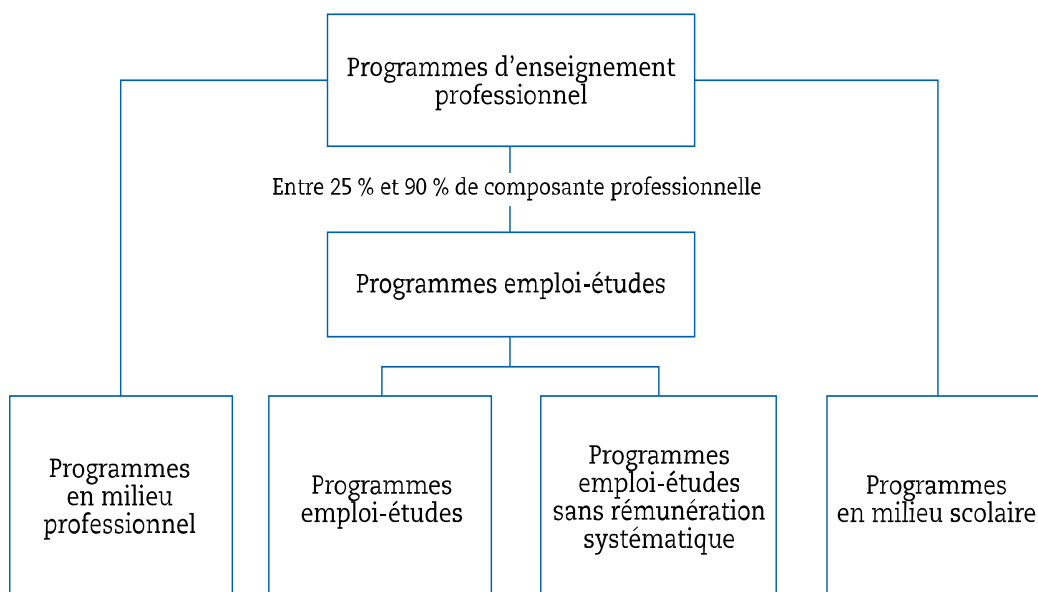 Programmes d’enseignement
professionnel
Entre 25 % et 90 % de composante professionnelle
Programmes emploi-études
Programmes
en milieu
professionnel
Programmes
emploi-études
Programmes
emploi-études
sans rémunération
systématique
Programmes
en milieu scolaire